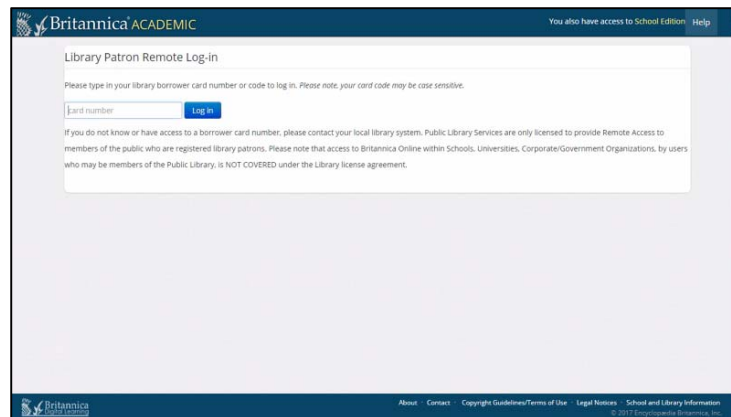 Britannica ACADEMIC
You also have access to School Edition Help
Library Patron Remote Log-in
Please type in your library borrower card number or code to log in. Please note, your card code may be case sensitive.
card number Log in
If you do not know or have access to a borrower card number, please contact your local library system. Public Library Services are only licensed to provide Remote Access to
members of the public who are registered library patrons. Please note that access to Britannica Online within Schools, Universities, Corporate/Government Organizations, by users
who may be members of the Public Library, is NOT COVERED under the Library license agreement.
Britannica
Digital Learning
About · Contact · Copyright Guidelines/Terms of Use · Legal Notices · School and Library Information
© 2017 Encyclopædia Britannica, Inc.